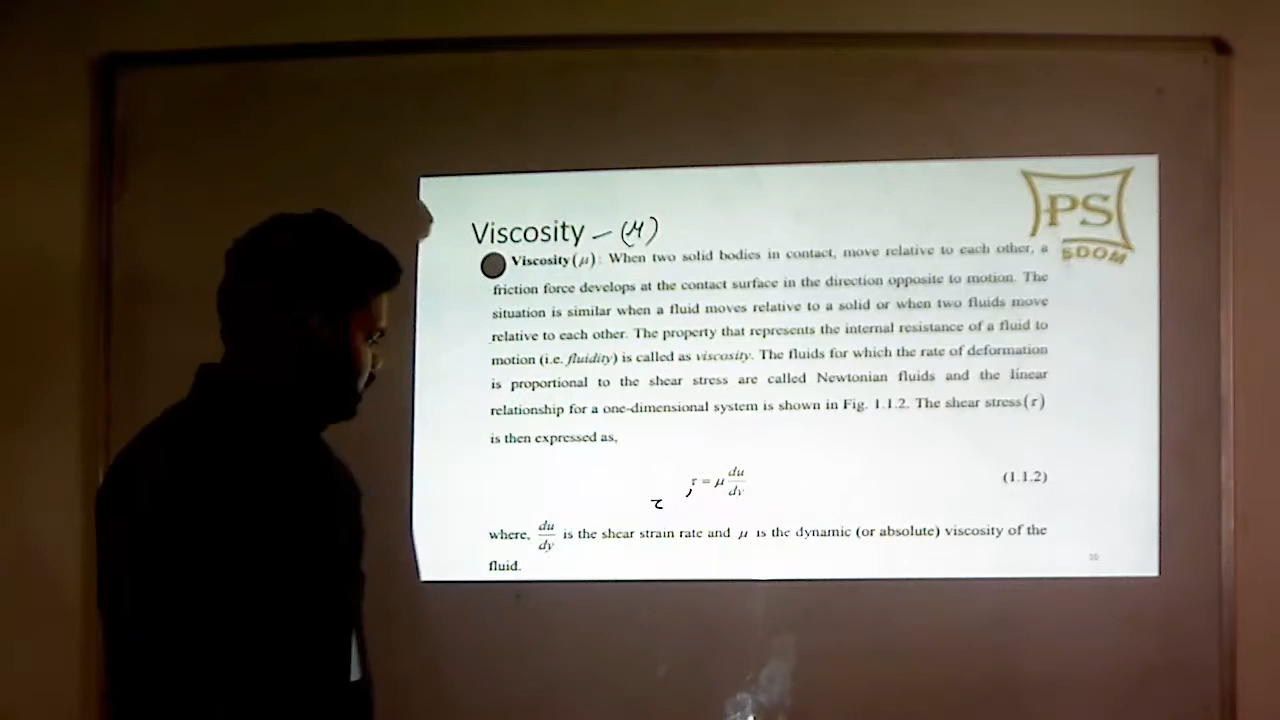 PS
SDOM
Viscosity – (μ)
Viscosity (μ): When two solid bodies in contact, move relative to each other, a
friction force develops at the contact surface in the direction opposite to motion. The
situation is similar when a fluid moves relative to a solid or when two fluids move
relative to each other. The property that represents the internal resistance of a fluid to
motion (i.e. fluidity) is called as viscosity. The fluids for which the rate of deformation
is proportional to the shear stress are called Newtonian fluids and the linear
relationship for a one-dimensional system is shown in Fig. 1.1.2. The shear stress (τ)
is then expressed as,
τ = μ du/dy (1.1.2)
τ
where, du/dy is the shear strain rate and μ is the dynamic (or absolute) viscosity of the
fluid.